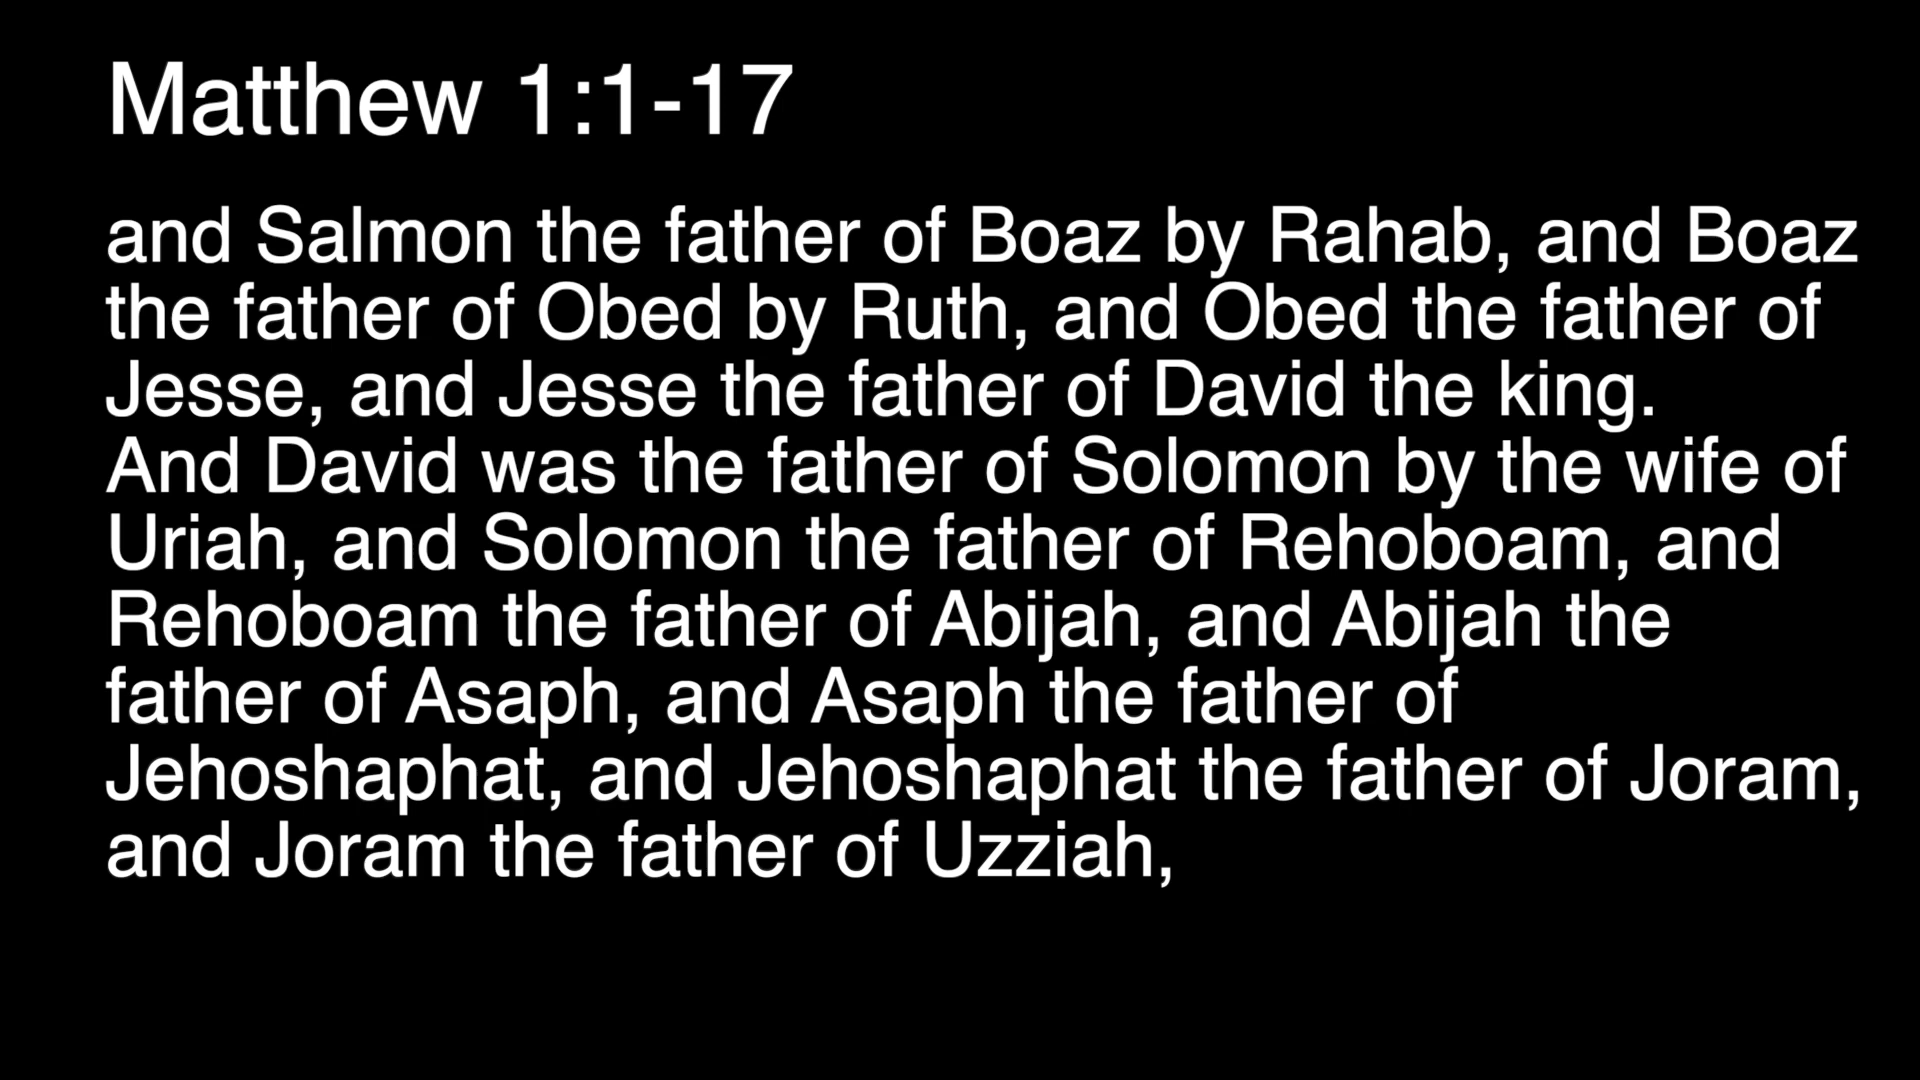 Matthew 1:1-17
and Salmon the father of Boaz by Rahab, and Boaz
the father of Obed by Ruth, and Obed the father of
Jesse, and Jesse the father of David the king.
And David was the father of Solomon by the wife of
Uriah, and Solomon the father of Rehoboam, and
Rehoboam the father of Abijah, and Abijah the
father of Asaph, and Asaph the father of
Jehoshaphat, and Jehoshaphat the father of Joram,
and Joram the father of Uzziah,